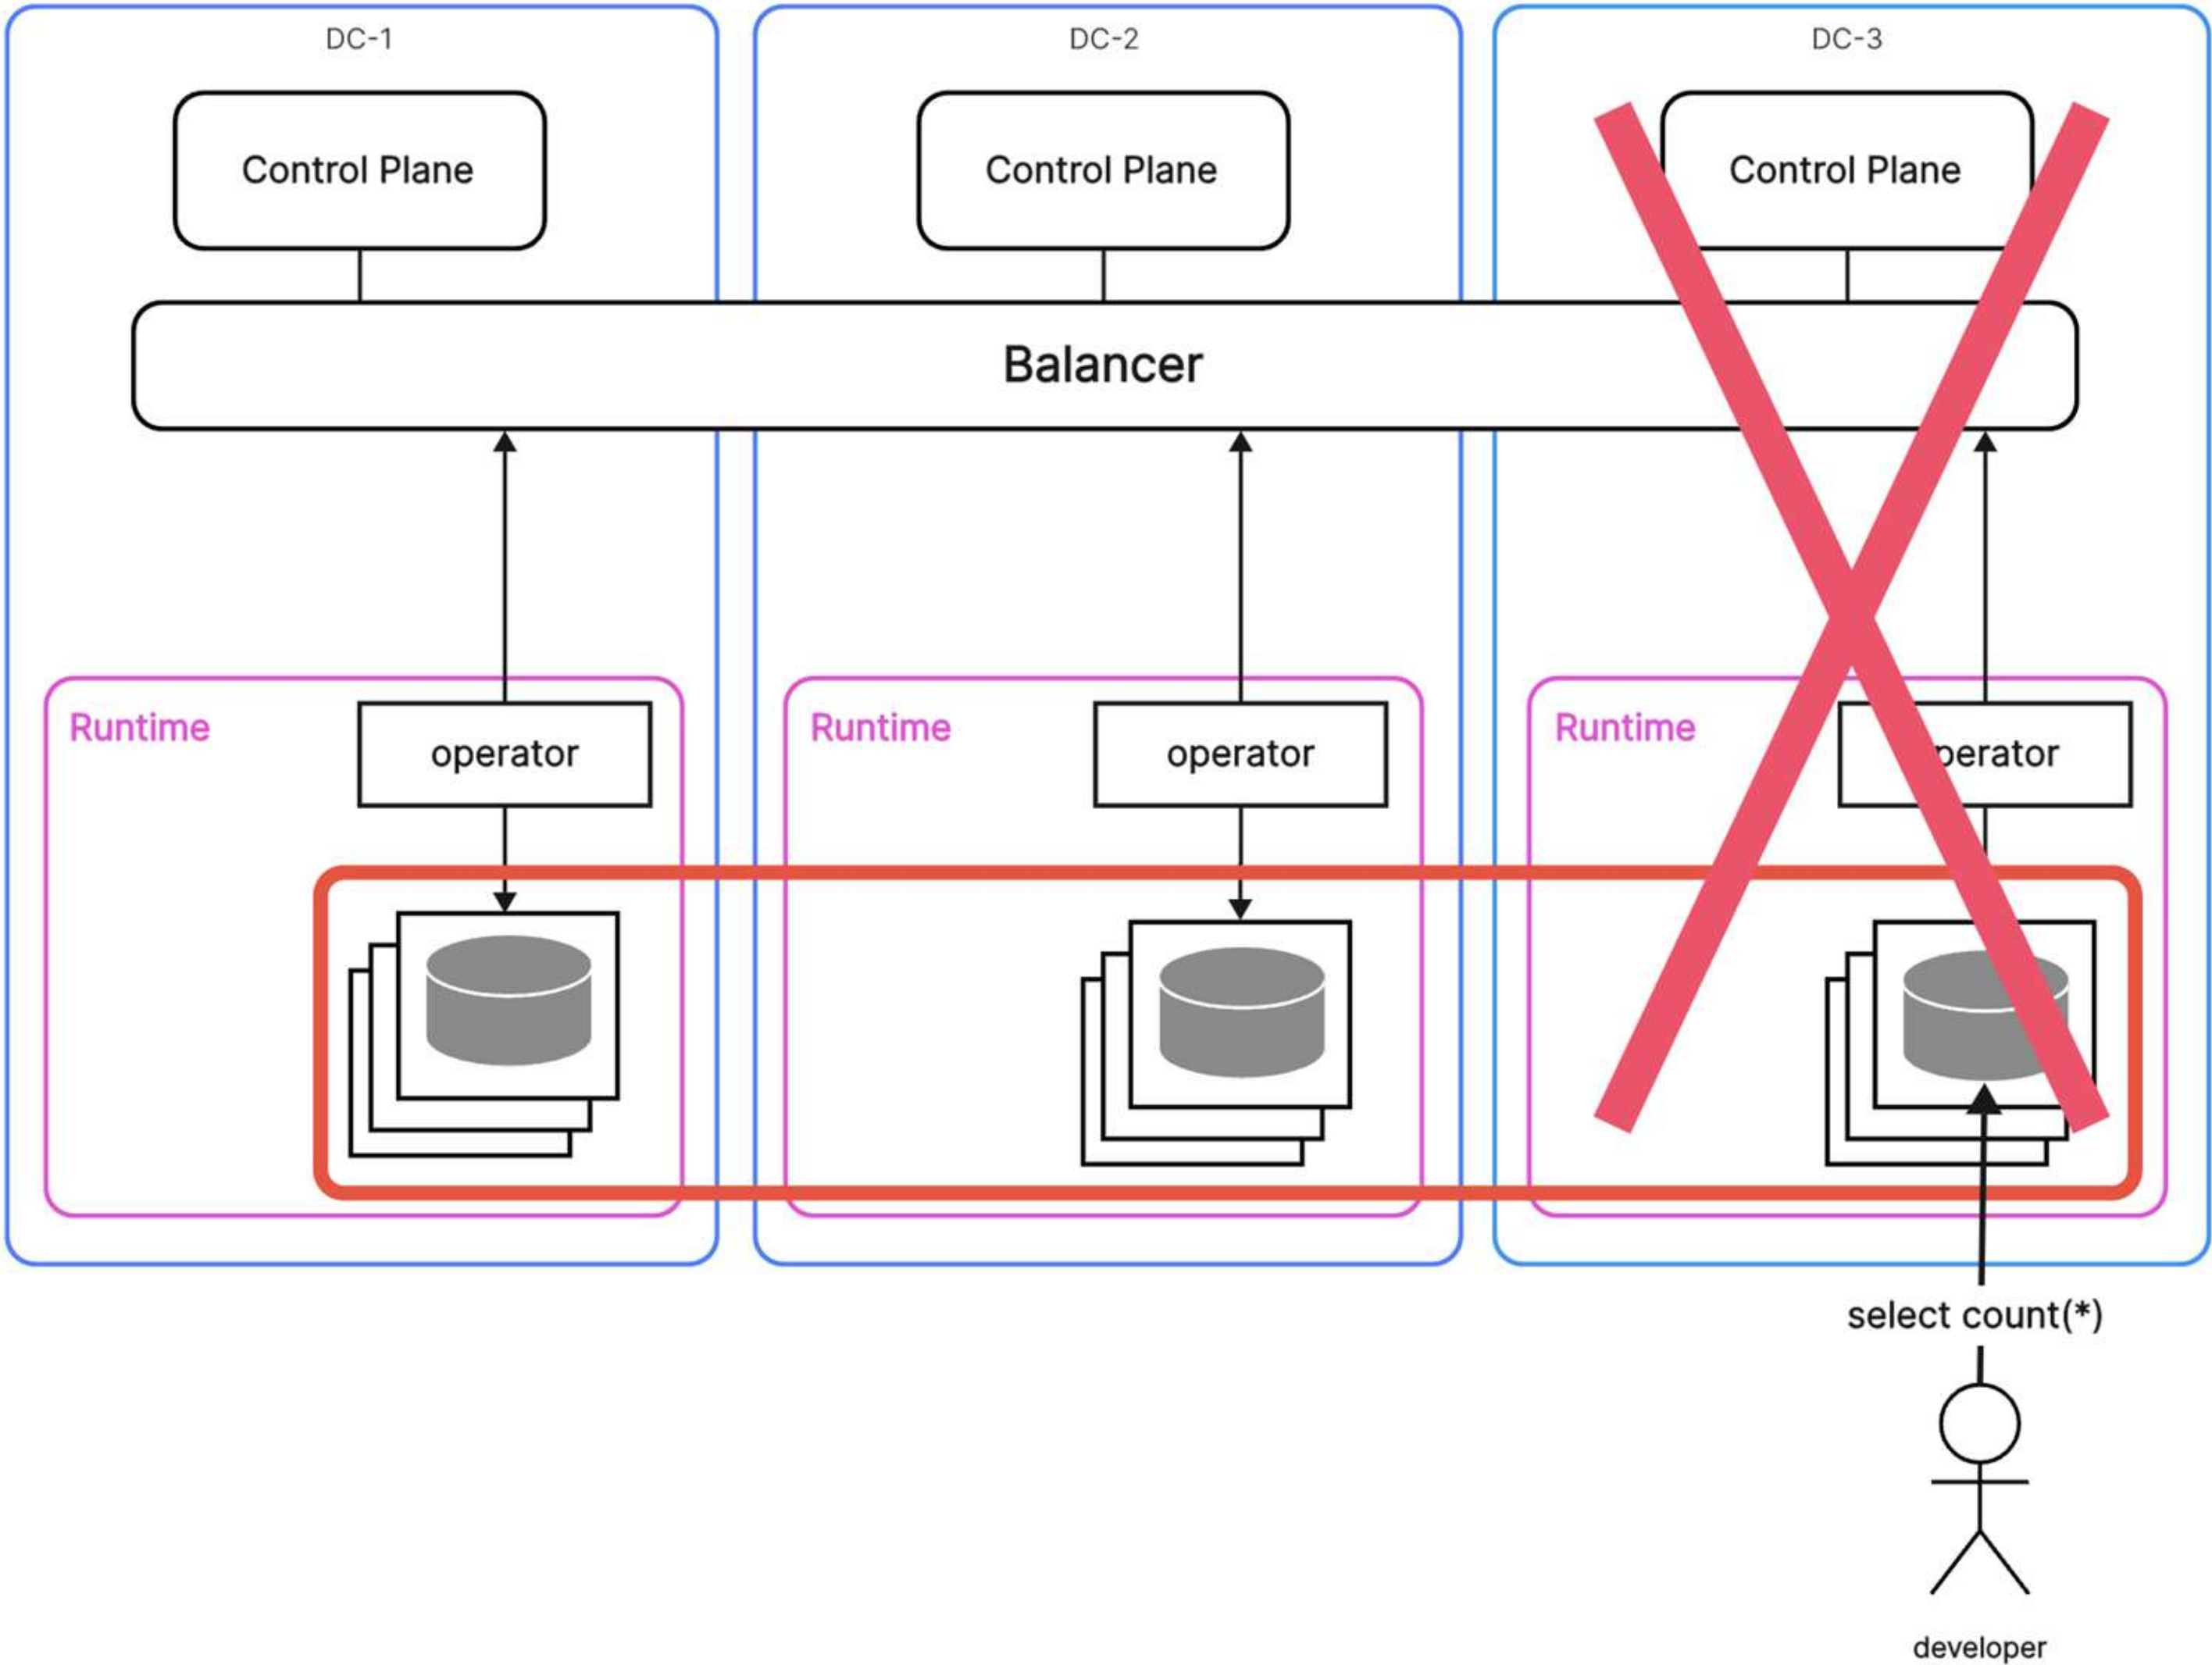 DC-1
DC-2
DC-3
Control Plane
Control Plane
Control Plane
Balancer
Runtime
operator
Runtime
operator
Runtime
perator
select count(*)
developer